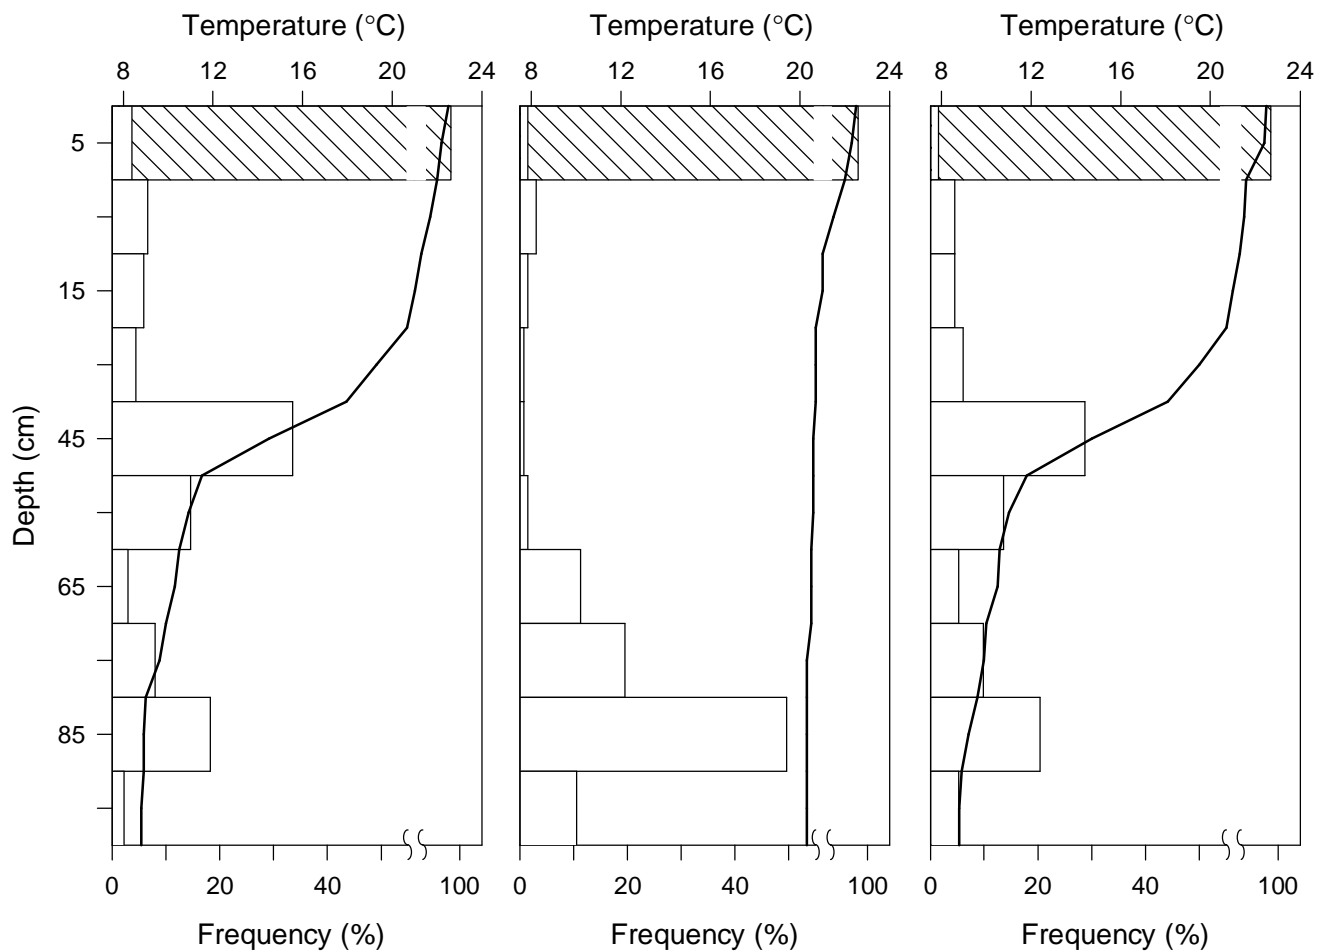 Temperature (°C) Temperature (°C) Temperature (°C)
8 12 16 20 24 8 12 16 20 24 8 12 16 20 24
5
15
45
65
85
Depth (cm)
0 20 40 100 0 20 40 100 0 20 40 100
Frequency (%) Frequency (%) Frequency (%)